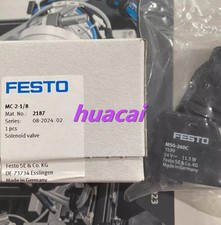 FESTO
MC-2-1/8
Mat.: 2187
Series: 08-2024-02
1 pcs
Solenoid valve
Festo SE & Co. KG
DE-73734 Esslingen
Made in Germany
huacai
FESTO
MSG-24DC